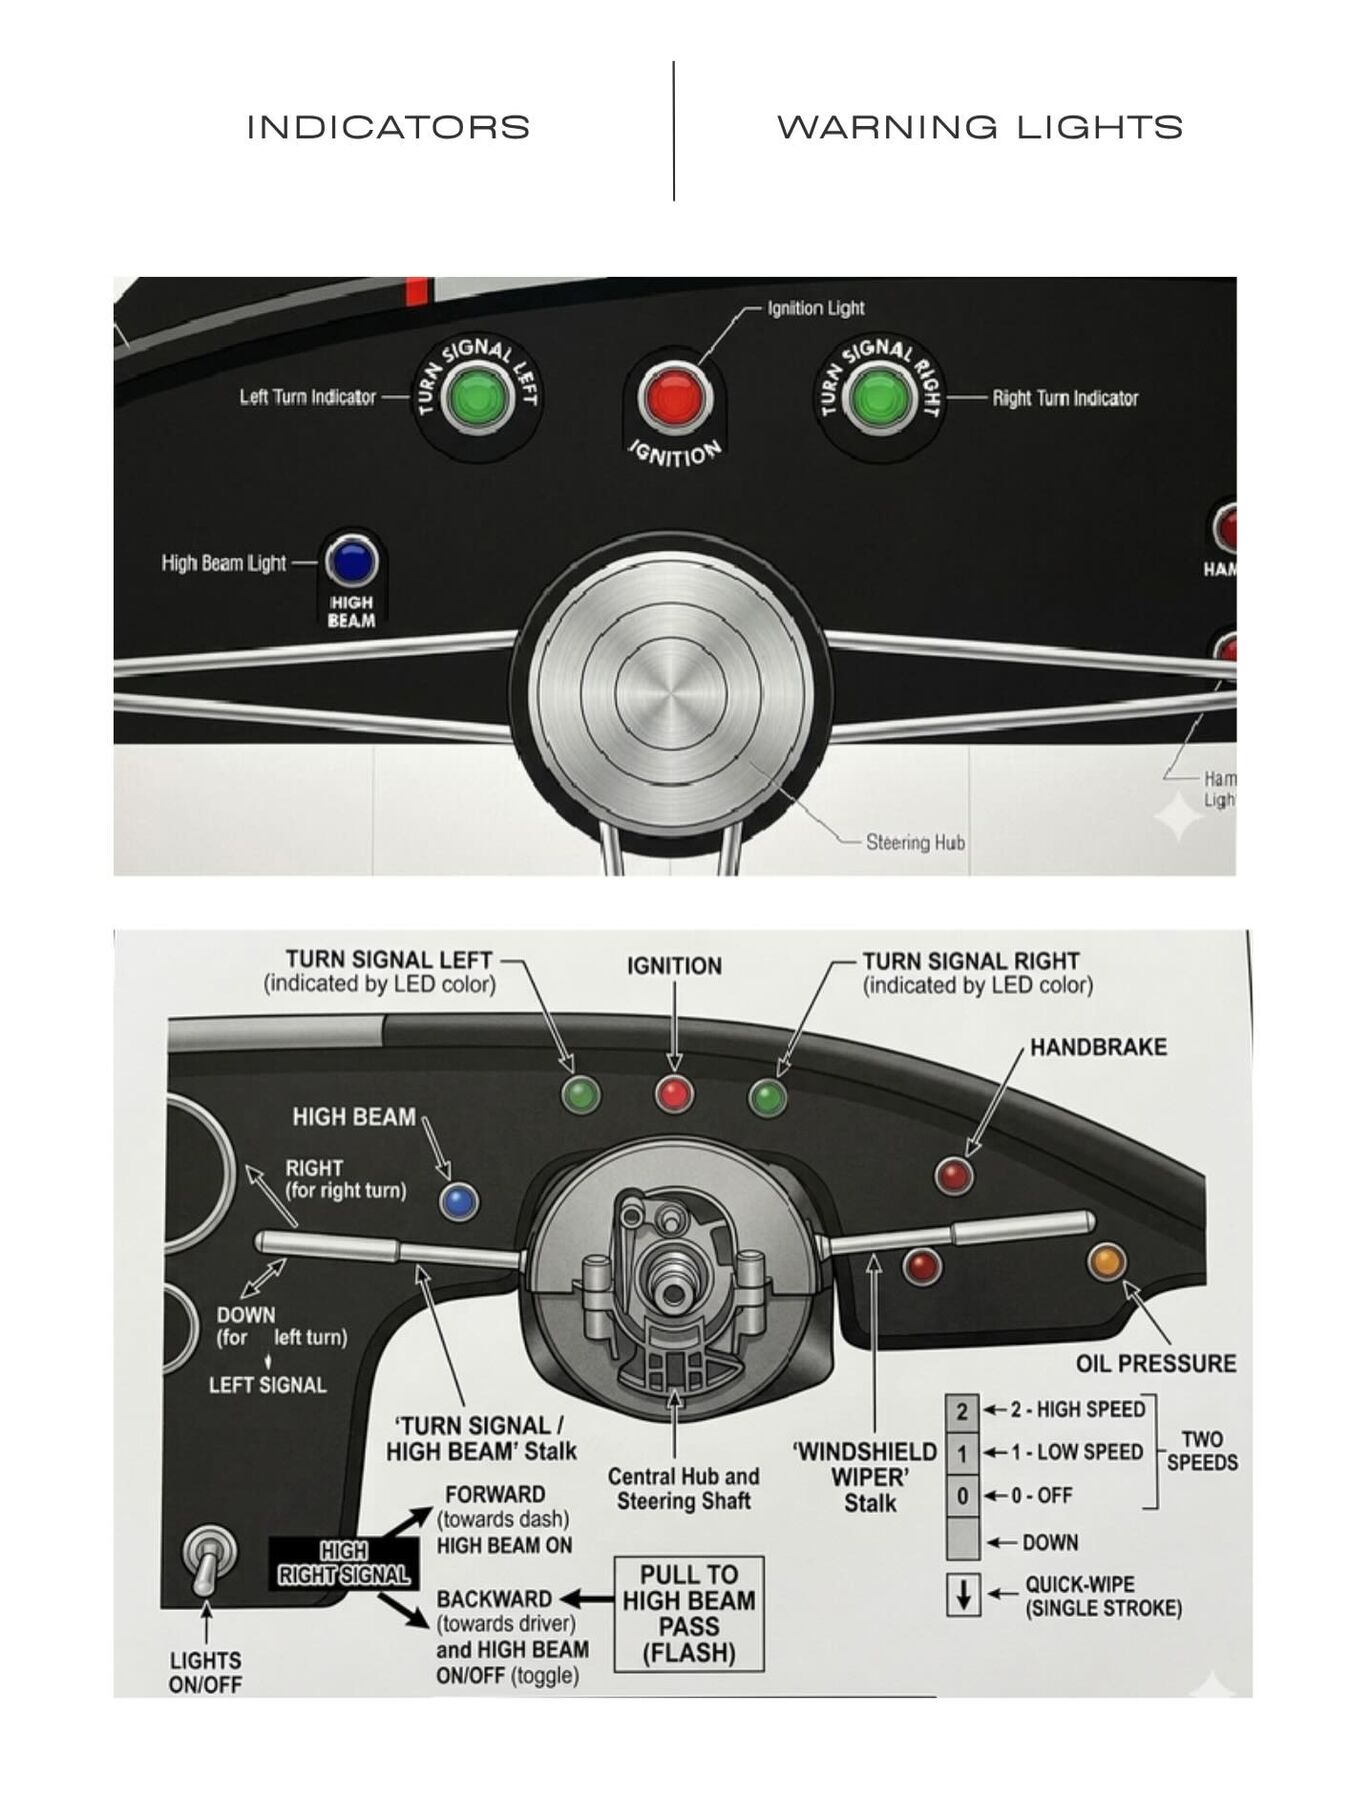 INDICATORS
WARNING LIGHTS
Ignition Light
TURN SIGNAL LEFT
TURN SIGNAL RIGHT
Left Turn Indicator
Right Turn Indicator
IGNITION
High Beam Light
HIGH
BEAM
HAM
Ham
Ligh
Steering Hub
TURN SIGNAL LEFT
(indicated by LED color)
IGNITION
TURN SIGNAL RIGHT
(indicated by LED color)
HANDBRAKE
HIGH BEAM
RIGHT
(for right turn)
DOWN
(for left turn)
LEFT SIGNAL
OIL PRESSURE
'TURN SIGNAL /
HIGH BEAM' Stalk
Central Hub and
Steering Shaft
'WINDSHIELD
WIPER'
Stalk
2
2 - HIGH SPEED
1
1 - LOW SPEED
TWO
SPEEDS
0
0 - OFF
DOWN
QUICK-WIPE
(SINGLE STROKE)
FORWARD
(towards dash)
HIGH BEAM ON
HIGH
RIGHT SIGNAL
BACKWARD
(towards driver)
and HIGH BEAM
ON/OFF (toggle)
PULL TO
HIGH BEAM
PASS
(FLASH)
LIGHTS
ON/OFF